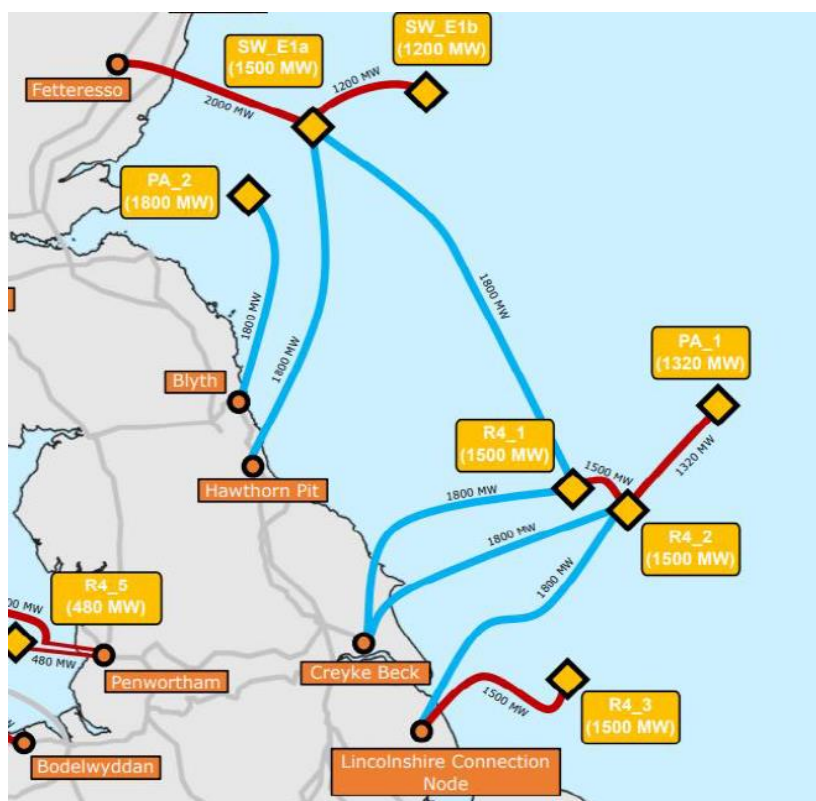 SW_E1b
(1200 MW)
SW_E1a
(1500 MW)
Fetteresso
2000 MW
1200 MW
PA_2
(1800 MW)
1800 MW
1800 MW
1800 MW
Blyth
PA_1
(1320 MW)
R4_1
(1500 MW)
1500 MW
1320 MW
Hawthorn Pit
1800 MW
1800 MW
R4_2
(1500 MW)
1800 MW
R4_5
(480 MW)
00 MW
480 MW
Penwortham
Creyke Beck
1500 MW
R4_3
(1500 MW)
Bodelwyddan
Lincolnshire Connection
Node